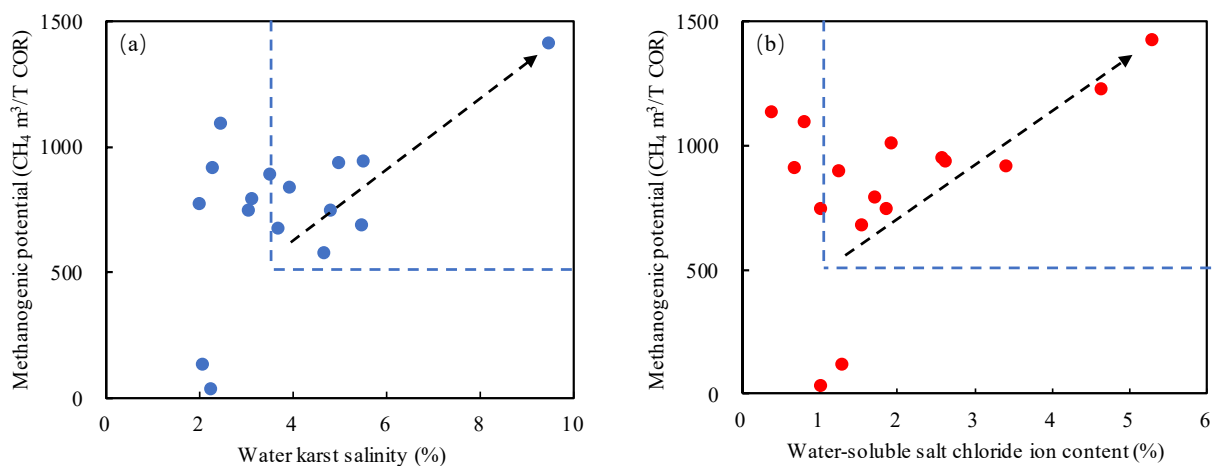 (a)
Methanogenic potential (CH₄ m³/T COR)
1500
1000
500
0
0 2 4 6 8 10
Water karst salinity (%)
(b)
Methanogenic potential (CH₄ m³/T COR)
1500
1000
500
0
0 1 2 3 4 5 6
Water-soluble salt chloride ion content (%)